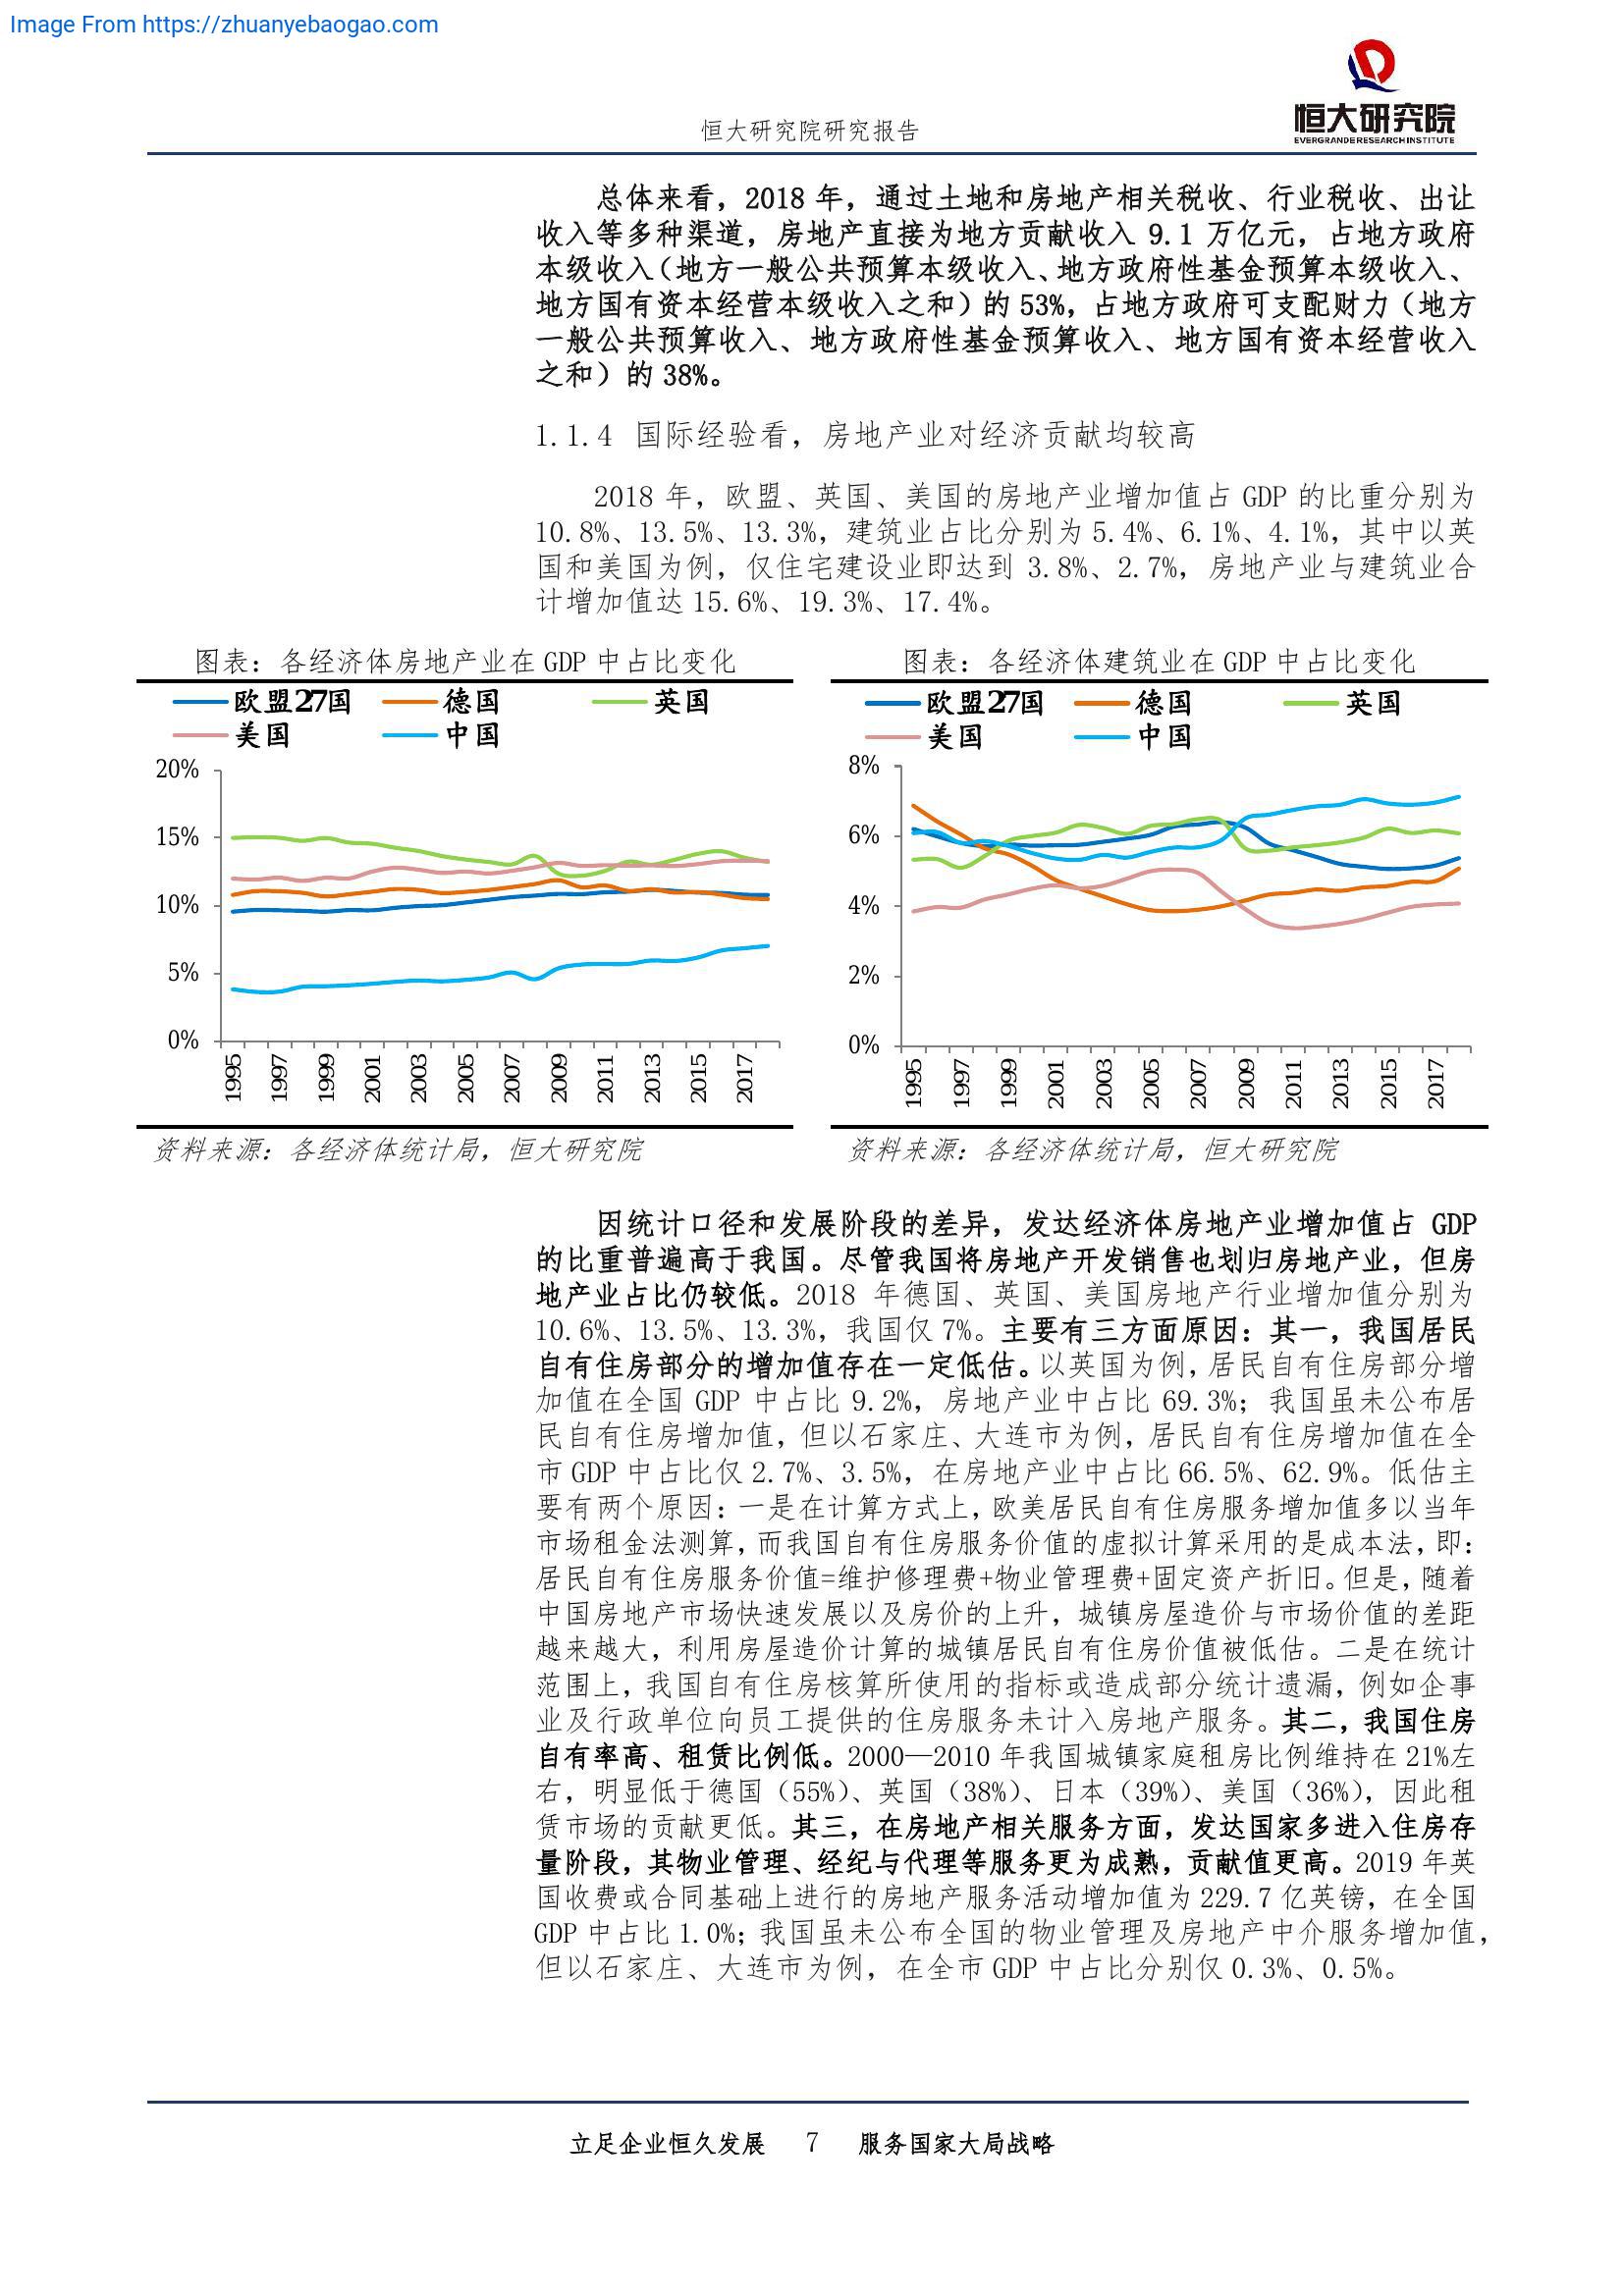 Image From https://zhuanyebaogao.com
恒大研究院
EVERGRANDE RESEARCH INSTITUTE
恒大研究院研究报告
总体来看，2018 年，通过土地和房地产相关税收、行业税收、出让
收入等多种渠道，房地产直接为地方贡献收入 9.1 万亿元，占地方政府
本级收入（地方一般公共预算本级收入、地方政府性基金预算本级收入、
地方国有资本经营本级收入之和）的 53%，占地方政府可支配财力（地方
一般公共预算收入、地方政府性基金预算收入、地方国有资本经营收入
之和）的 38%。
1.1.4 国际经验看，房地产业对经济贡献均较高
2018 年，欧盟、英国、美国的房地产业增加值占 GDP 的比重分别为
10.8%、13.5%、13.3%，建筑业占比分别为 5.4%、6.1%、4.1%，其中以英
国和美国为例，仅住宅建设业即达到 3.8%、2.7%，房地产业与建筑业合
计增加值达 15.6%、19.3%、17.4%。
图表：各经济体房地产业在 GDP 中占比变化
欧盟27国 德国 英国
美国 中国
20%
15%
10%
5%
0%
1995 1997 1999 2001 2003 2005 2007 2009 2011 2013 2015 2017
资料来源：各经济体统计局，恒大研究院
图表：各经济体建筑业在 GDP 中占比变化
欧盟27国 德国 英国
美国 中国
8%
6%
4%
2%
0%
1995 1997 1999 2001 2003 2005 2007 2009 2011 2013 2015 2017
资料来源：各经济体统计局，恒大研究院
因统计口径和发展阶段的差异，发达经济体房地产业增加值占 GDP
的比重普遍高于我国。尽管我国将房地产开发销售也划归房地产业，但房
地产业占比仍较低。2018 年德国、英国、美国房地产行业增加值分别为
10.6%、13.5%、13.3%，我国仅 7%。主要有三方面原因：其一，我国居民
自有住房部分的增加值存在一定低估。以英国为例，居民自有住房部分增
加值在全国 GDP 中占比 9.2%，房地产业中占比 69.3%；我国虽未公布居
民自有住房增加值，但以石家庄、大连市为例，居民自有住房增加值在全
市 GDP 中占比仅 2.7%、3.5%，在房地产业中占比 66.5%、62.9%。低估主
要有两个原因：一是在计算方式上，欧美居民自有住房服务增加值多以当年
市场租金法测算，而我国自有住房服务价值的虚拟计算采用的是成本法，即：
居民自有住房服务价值=维护修理费+物业管理费+固定资产折旧。但是，随着
中国房地产市场快速发展以及房价的上升，城镇房屋造价与市场价值的差距
越来越大，利用房屋造价计算的城镇居民自有住房价值被低估。二是在统计
范围上，我国自有住房核算所使用的指标或造成部分统计遗漏，例如企事
业及行政单位向员工提供的住房服务未计入房地产服务。其二，我国住房
自有率高、租赁比例低。2000—2010 年我国城镇家庭租房比例维持在 21%左
右，明显低于德国（55%）、英国（38%）、日本（39%）、美国（36%），因此租
赁市场的贡献更低。其三，在房地产相关服务方面，发达国家多进入住房存
量阶段，其物业管理、经纪与代理等服务更为成熟，贡献值更高。2019 年英
国收费或合同基础上进行的房地产服务活动增加值为 229.7 亿英镑，在全国
GDP 中占比 1.0%；我国虽未公布全国的物业管理及房地产中介服务增加值，
但以石家庄、大连市为例，在全市 GDP 中占比分别仅 0.3%、0.5%。
立足企业恒久发展 7 服务国家大局战略